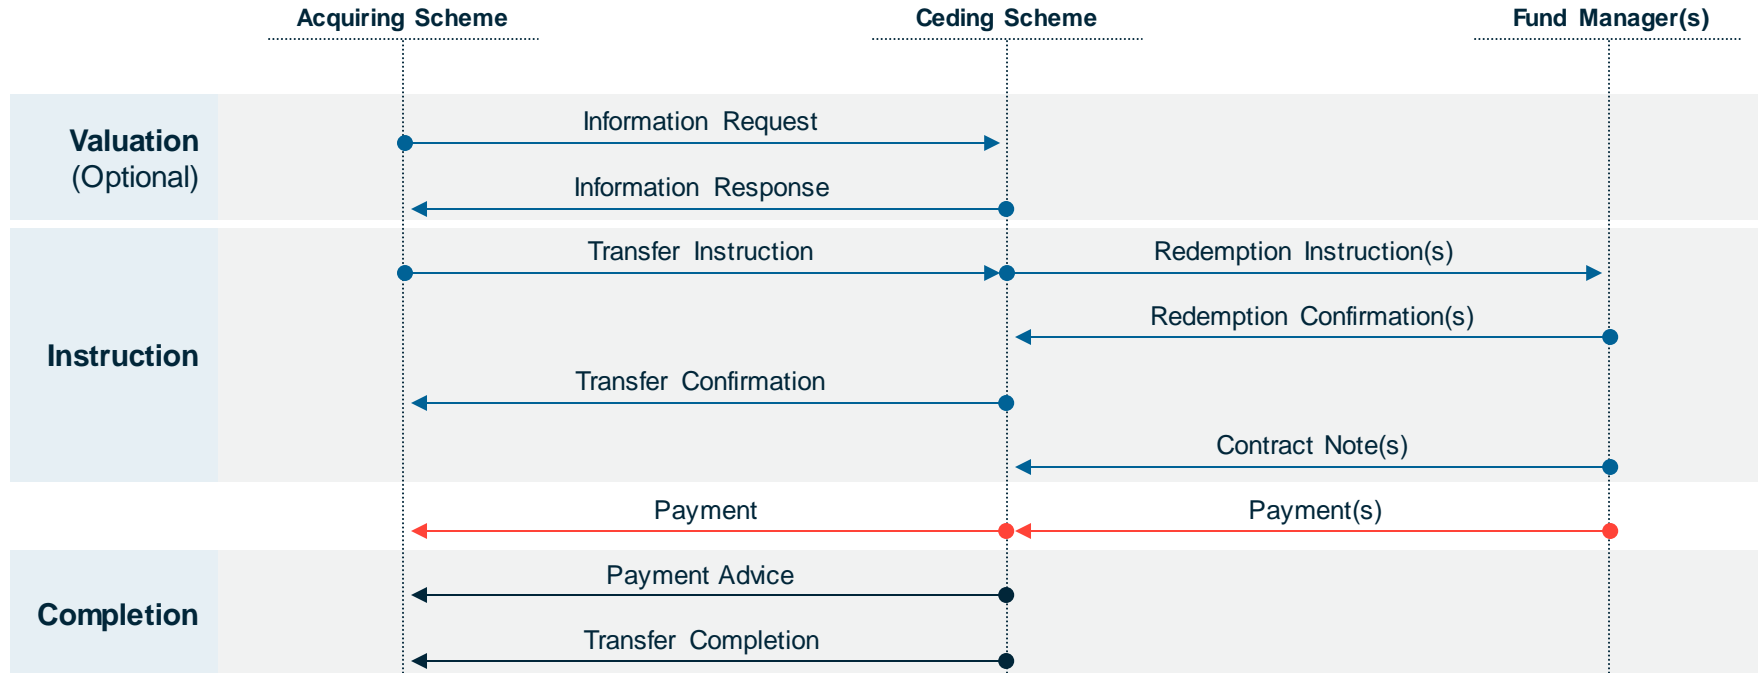 Acquiring Scheme
Ceding Scheme
Fund Manager(s)
Valuation
(Optional)
Information Request
Information Response
Instruction
Transfer Instruction
Redemption Instruction(s)
Redemption Confirmation(s)
Transfer Confirmation
Contract Note(s)
Payment
Payment(s)
Completion
Payment Advice
Transfer Completion